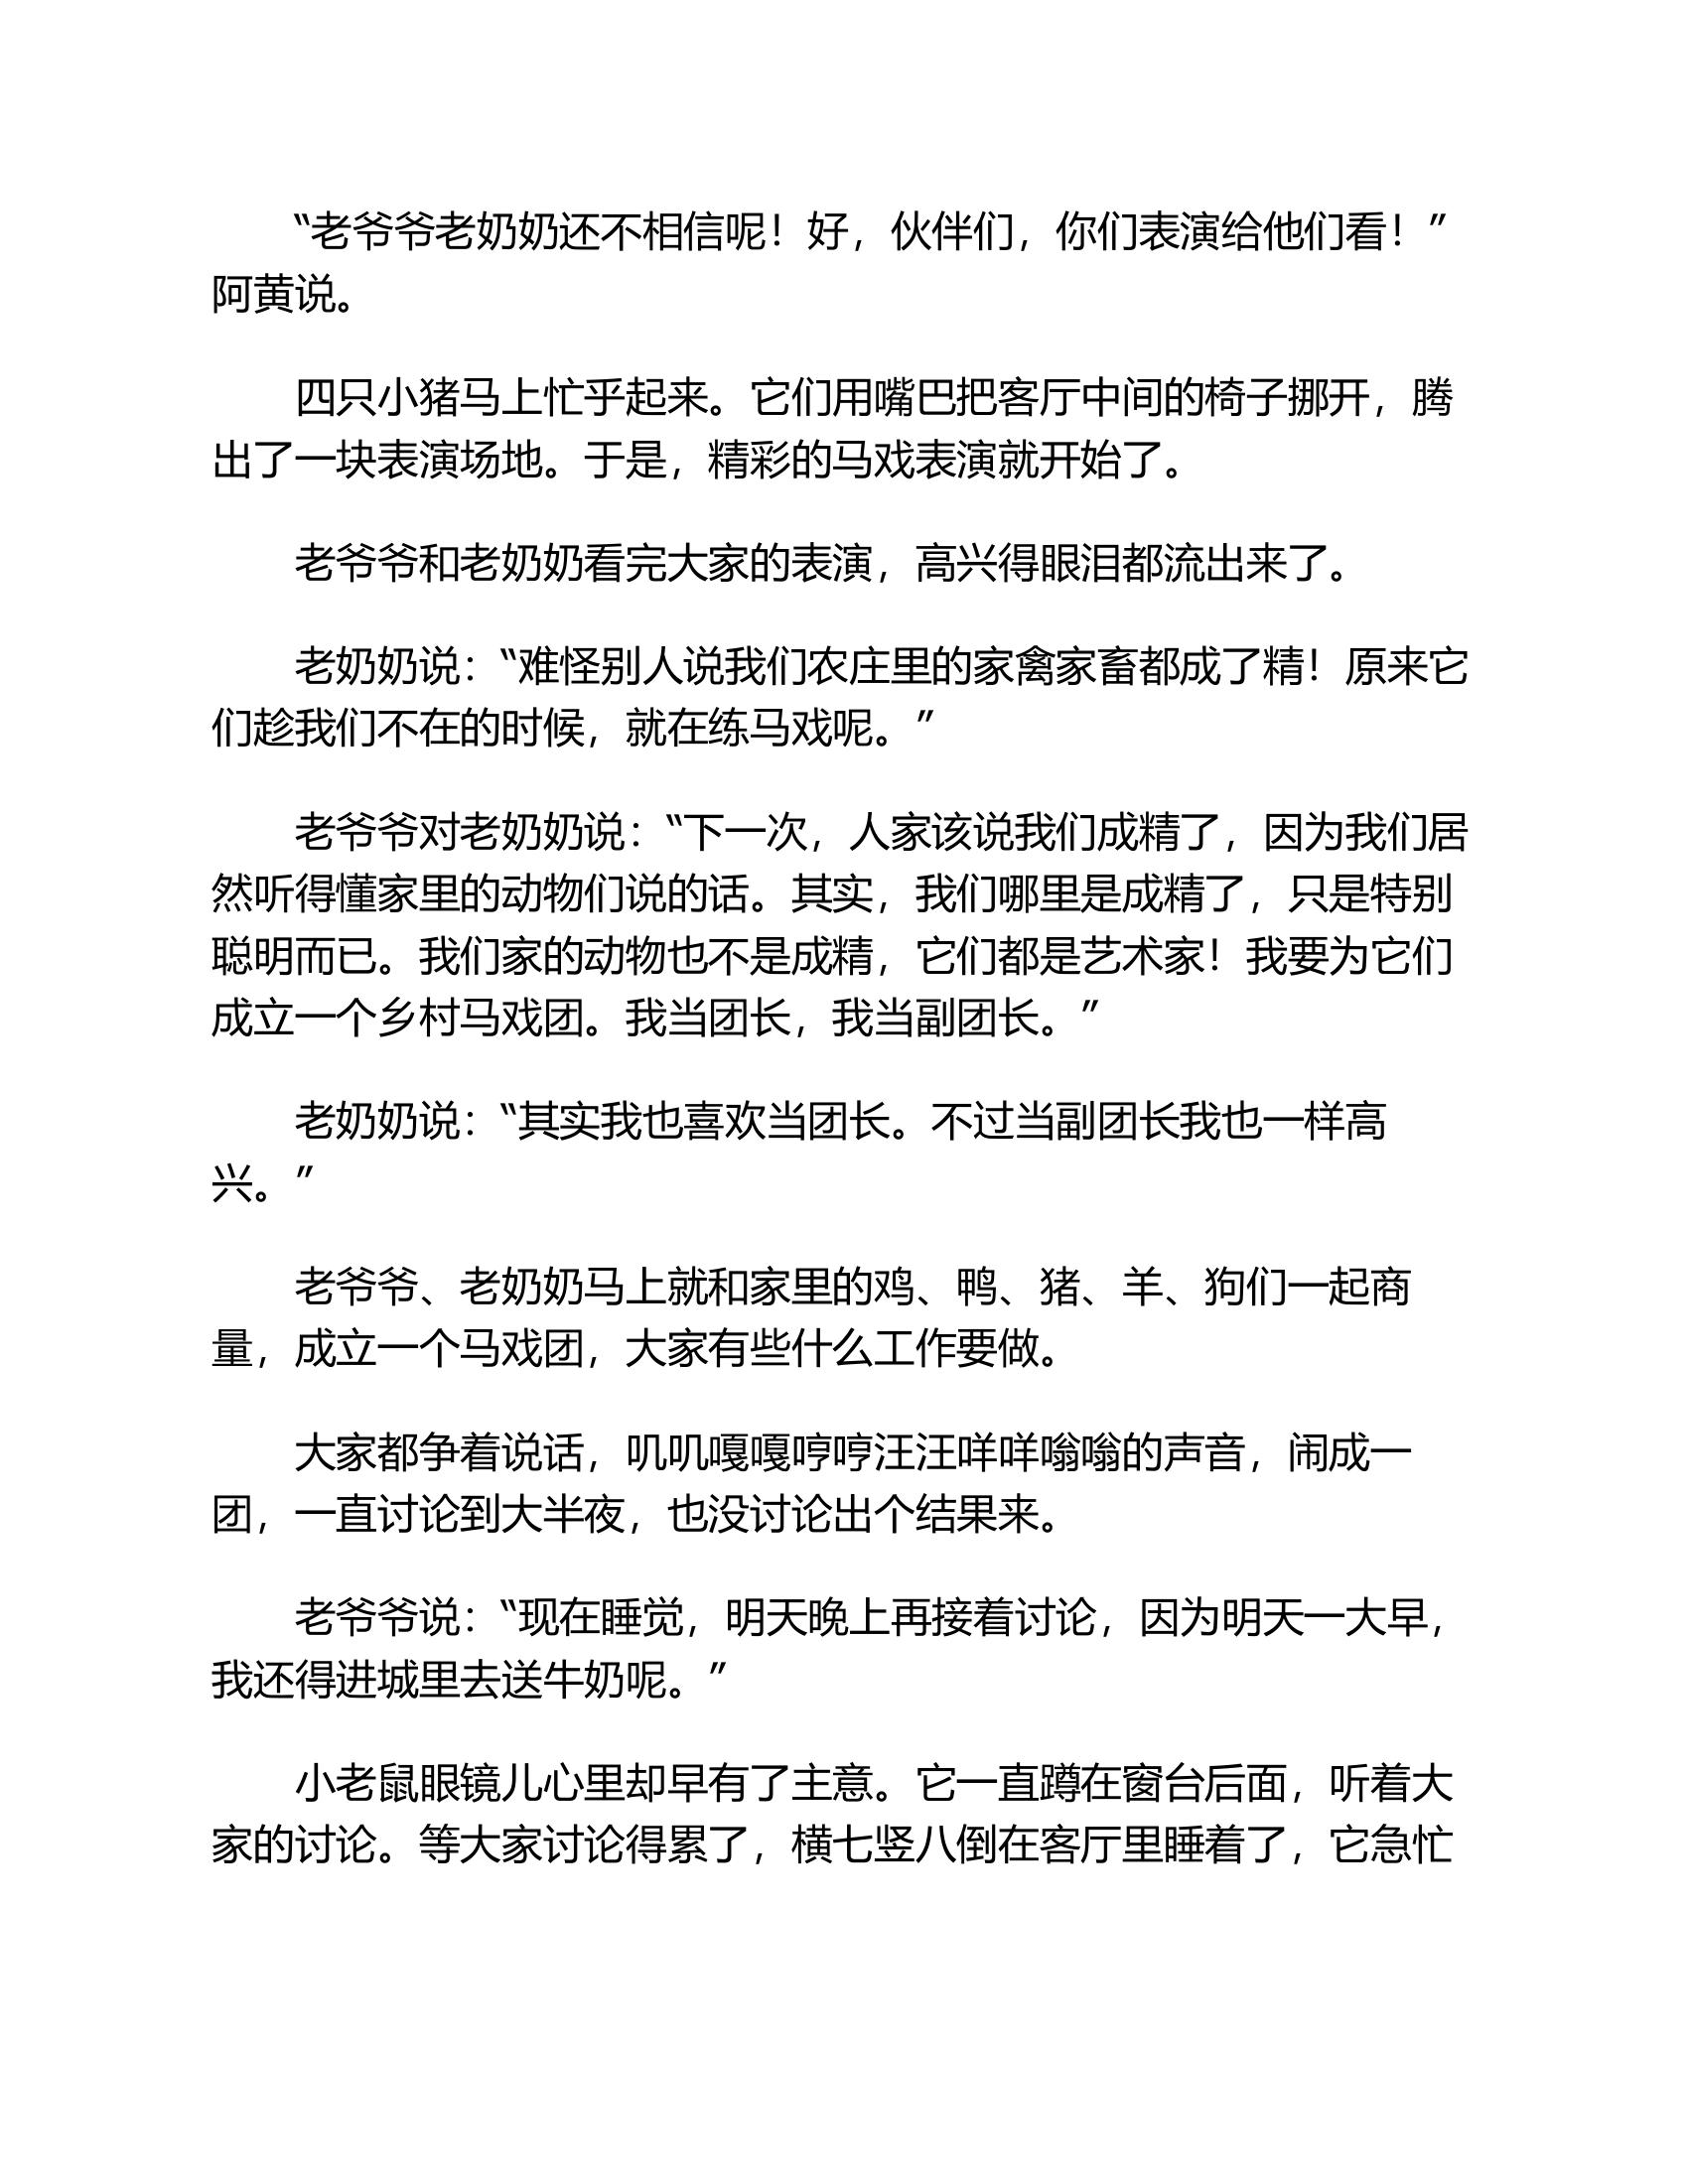 “老爷爷老奶奶还不相信呢！好，伙伴们，你们表演给他们看！”
阿黄说。
四只小猪马上忙乎起来。它们用嘴巴把客厅中间的椅子挪开，腾
出了一块表演场地。于是，精彩的马戏表演就开始了。
老爷爷和老奶奶看完大家的表演，高兴得眼泪都流出来了。
老奶奶说：“难怪别人说我们农庄里的家禽家畜都成了精！原来它
们趁我们不在的时候，就在练马戏呢。”
老爷爷对老奶奶说：“下一次，人家该说我们成精了，因为我们居
然听得懂家里的动物们说的话。其实，我们哪里是成精了，只是特别
聪明而已。我们家的动物也不是成精，它们都是艺术家！我要为它们
成立一个乡村马戏团。我当团长，我当副团长。”
老奶奶说：“其实我也喜欢当团长。不过当副团长我也一样高
兴。”
老爷爷、老奶奶马上就和家里的鸡、鸭、猪、羊、狗们一起商
量，成立一个马戏团，大家有些什么工作要做。
大家都争着说话，叽叽嘎嘎哼哼汪汪咩咩嗡嗡的声音，闹成一
团，一直讨论到大半夜，也没讨论出个结果来。
老爷爷说：“现在睡觉，明天晚上再接着讨论，因为明天一大早，
我还得进城里去送牛奶呢。”
小老鼠眼镜儿心里却早有了主意。它一直蹲在窗台后面，听着大
家的讨论。等大家讨论得累了，横七竖八倒在客厅里睡着了，它急忙